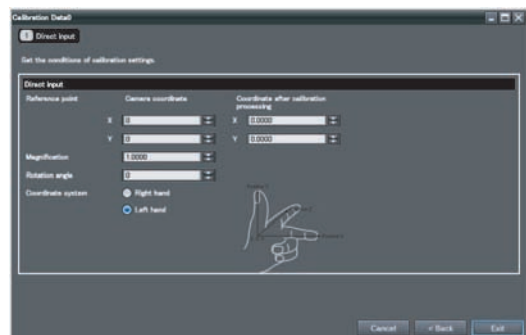 Calibration Data0
1 Direct input
Set the conditions of calibration settings.
Direct input
Reference point Camera coordinate Coordinate after calibration processing
X 0 X 0.0000
Y 0 Y 0.0000
Magnification 1.0000
Rotation angle 0
Coordinate system Right hand
Left hand
Cancel < Back Exit